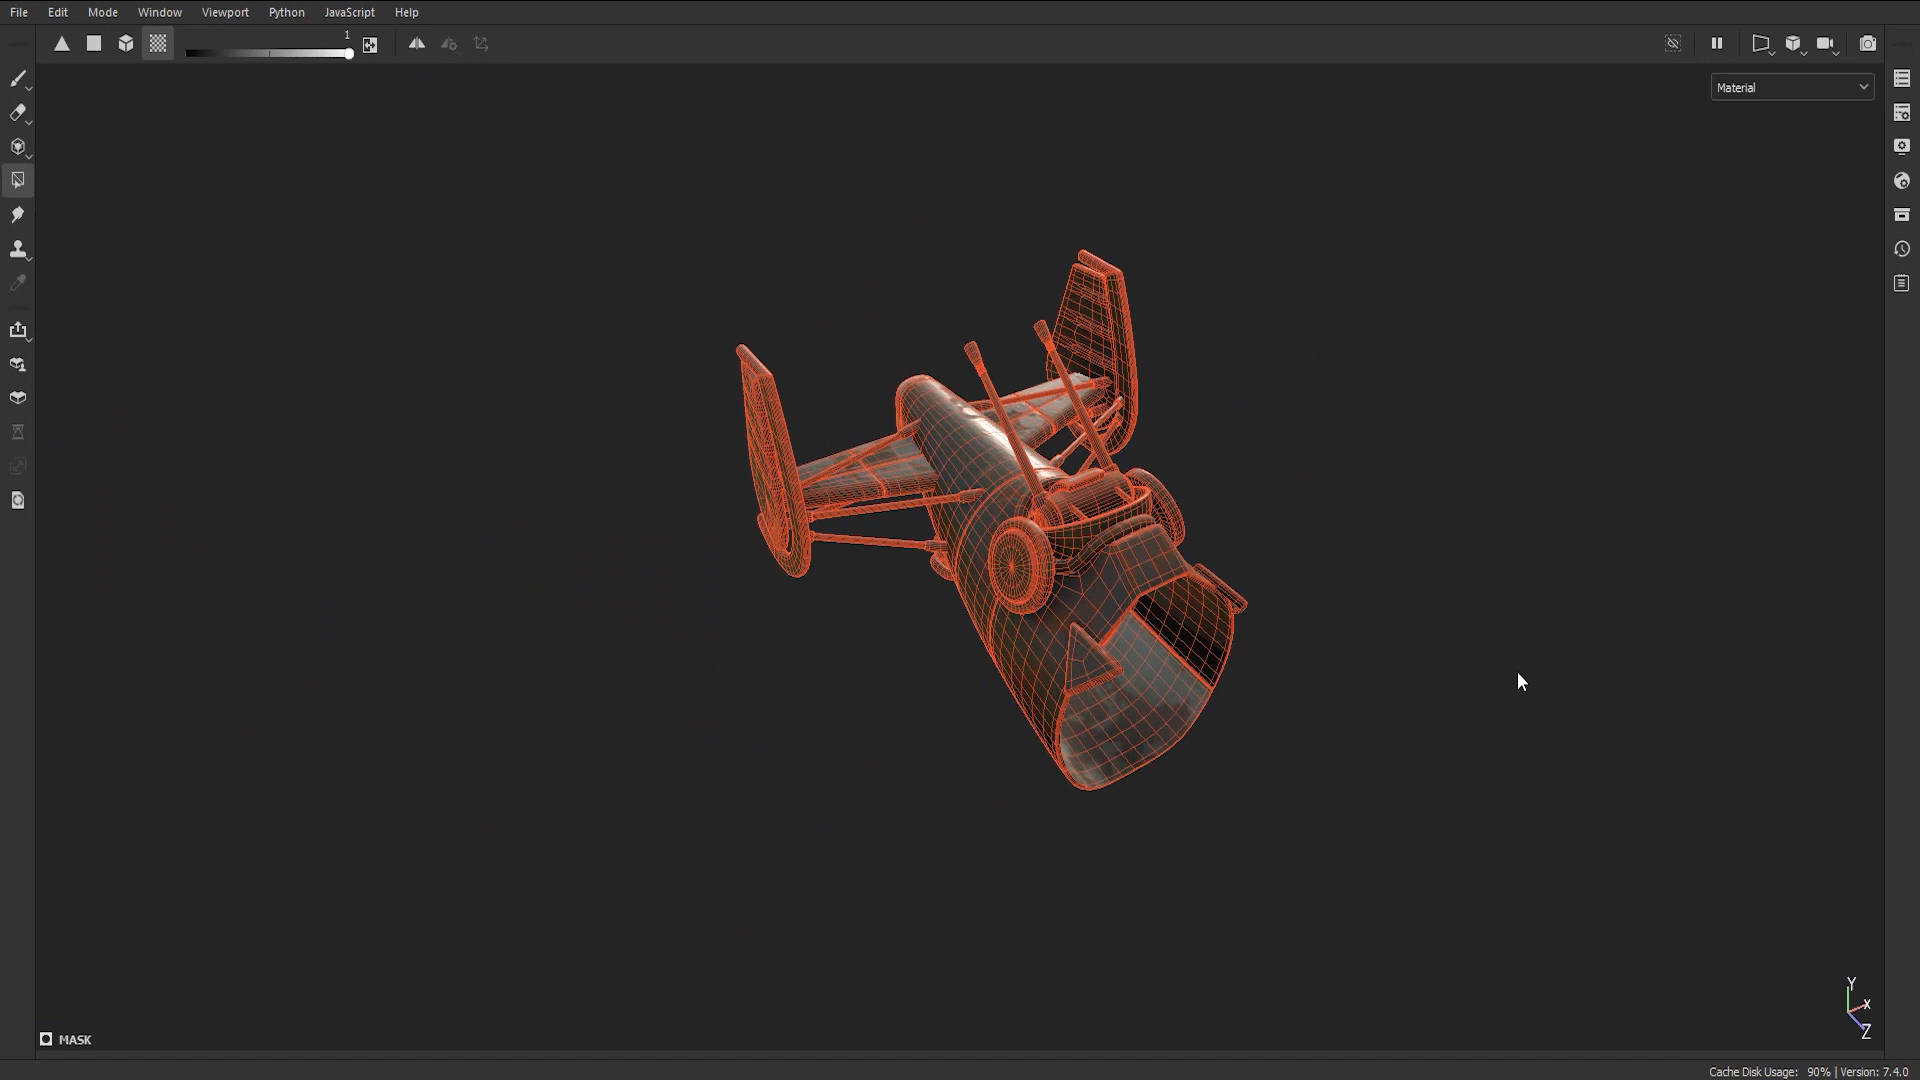 File Edit Mode Window Viewport Python JavaScript Help
1
Material
Y
X
Z
MASK
Cache Disk Usage: 90% | Version: 7.4.0